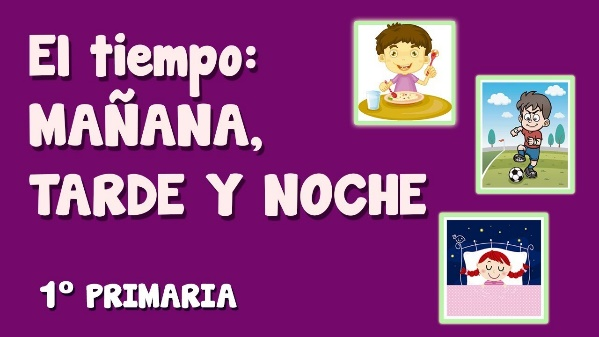 El tiempo:
MAÑANA,
TARDE Y NOCHE
1º PRIMARIA